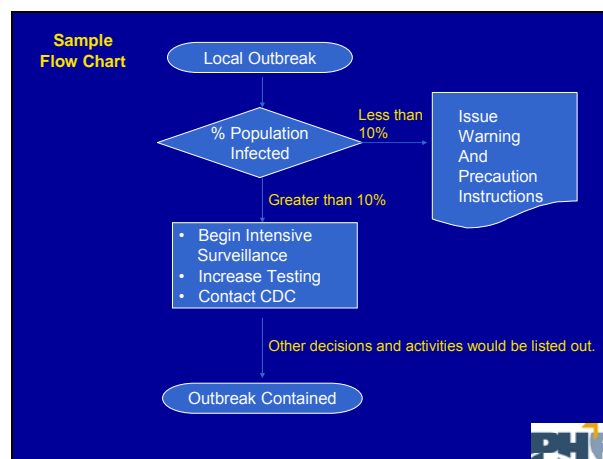 Sample
Flow Chart
Local Outbreak
% Population
Infected
Less than
10%
Issue
Warning
And
Precaution
Instructions
Greater than 10%
• Begin Intensive
Surveillance
• Increase Testing
• Contact CDC
Other decisions and activities would be listed out.
Outbreak Contained
PH